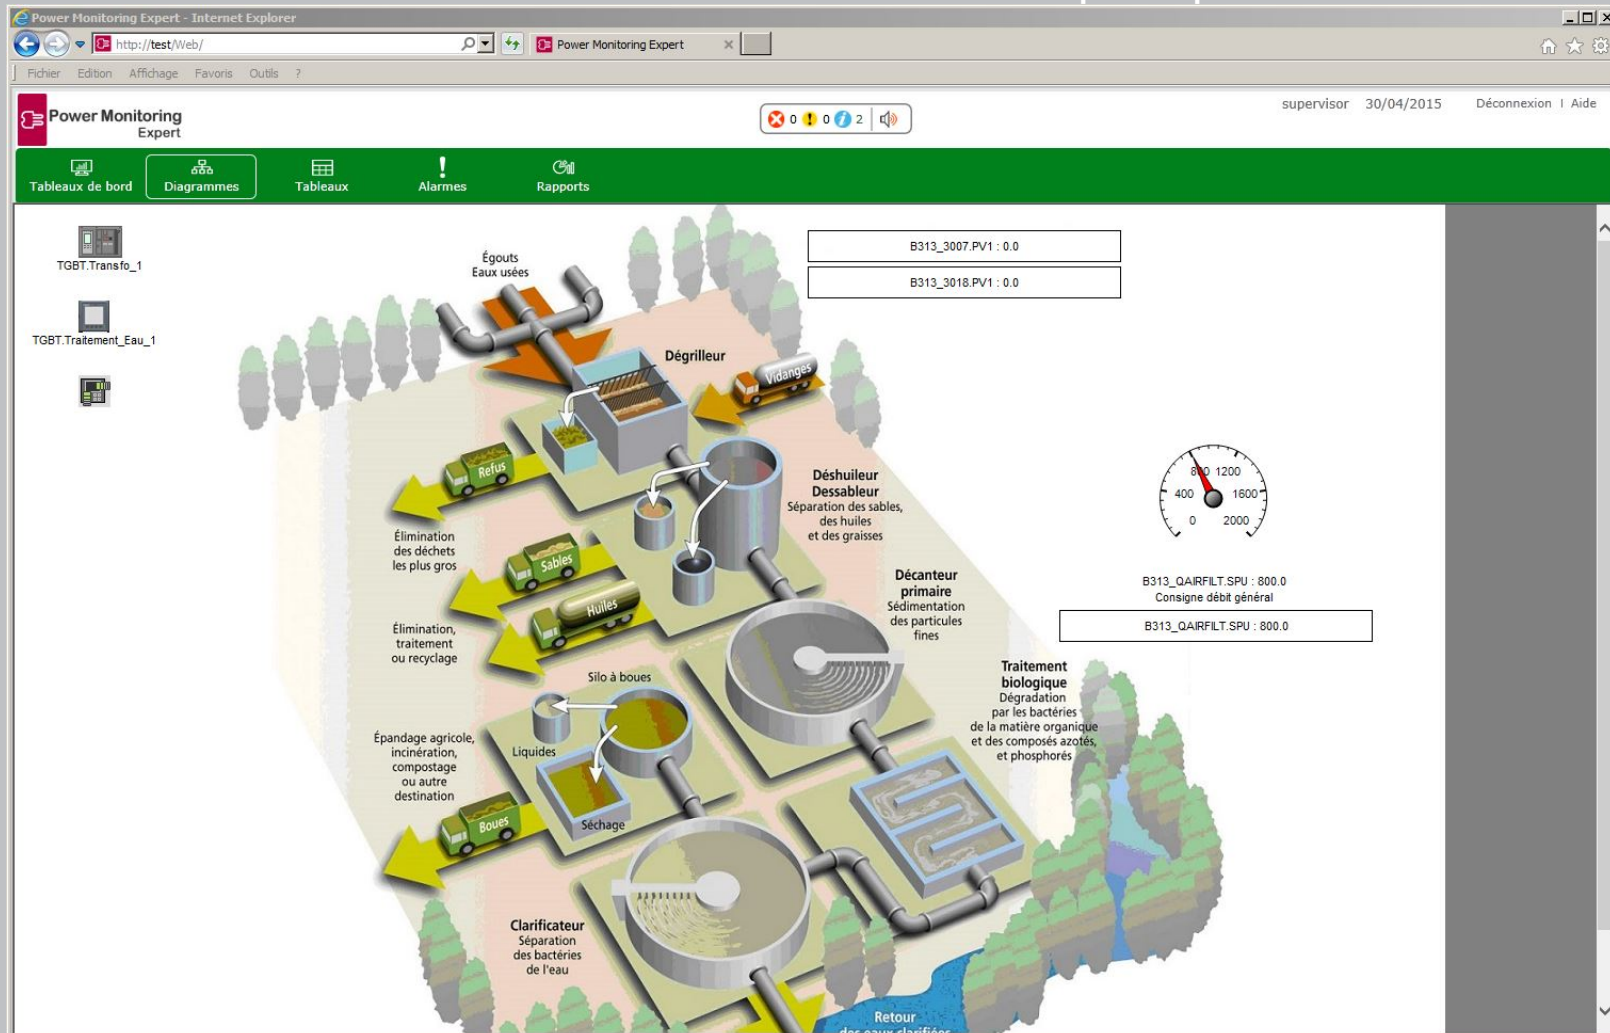 Power Monitoring Expert - Internet Explorer
http://test/Web/
Power Monitoring Expert
Fichier Edition Affichage Favoris Outils ?
Power Monitoring
Expert
0 0 2
supervisor 30/04/2015 Déconnexion | Aide
Tableaux de bord Diagrammes Tableaux Alarmes Rapports
TGBT.Transfo_1
TGBT.Traitement_Eau_1
Égouts
Eaux usées
B313_3007.PV1 : 0.0
B313_3018.PV1 : 0.0
Dégrilleur
Vidanges
Refus
Élimination
des déchets
les plus gros
Déshuileur
Dessableur
Séparation des sables,
des huiles
et des graisses
0 400 800 1200 1600 2000
B313_QAIRFILT.SPU : 800.0
Consigne débit général
B313_QAIRFILT.SPU : 800.0
Sables
Huiles
Élimination,
traitement
ou recyclage
Décanteur
primaire
Sédimentation
des particules
fines
Traitement
biologique
Dégradation
par les bactéries
de la matière organique
et des composés azotés,
et phosphorés
Silo à boues
Liquides
Séchage
Épandage agricole,
incinération,
compostage
ou autre
destination
Boues
Clarificateur
Séparation
des bactéries
de l'eau
Retour
des eaux clarifiées